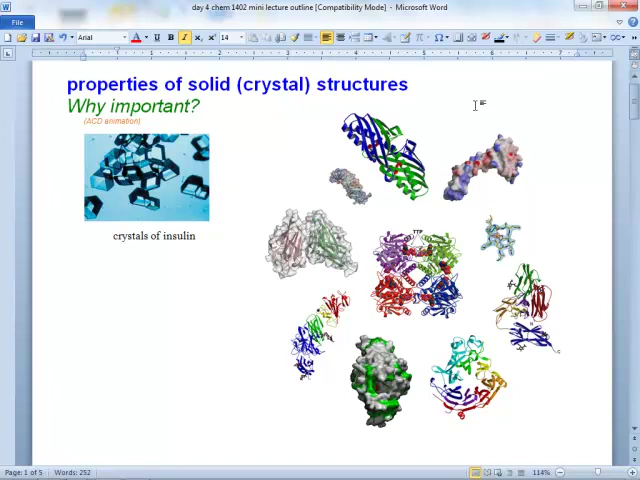 day 4 chem 1402 mini lecture outline [Compatibility Mode] - Microsoft Word
File
Arial
14
properties of solid (crystal) structures
Why important?
(ACD animation)
crystals of insulin
TTP
Page: 1 of 5
Words: 252
114%